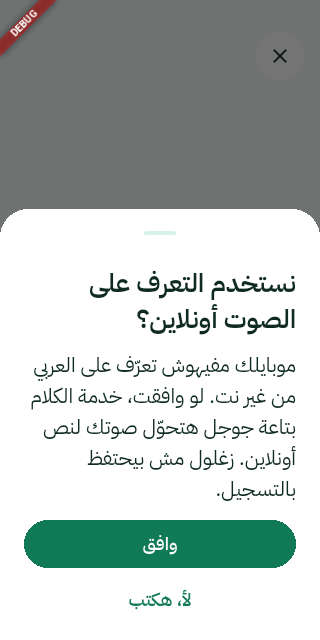 DEBUG
نستخدم التعرف على
الصوت أونلاين؟
موبايلك مفيهوش تعرّف على العربي
من غير نت. لو وافقت، خدمة الكلام
بتاعة جوجل هتحوّل صوتك لنص
أونلاين. زغلول مش بيحتفظ
بالتسجيل.
وافق
لأ، هكتب